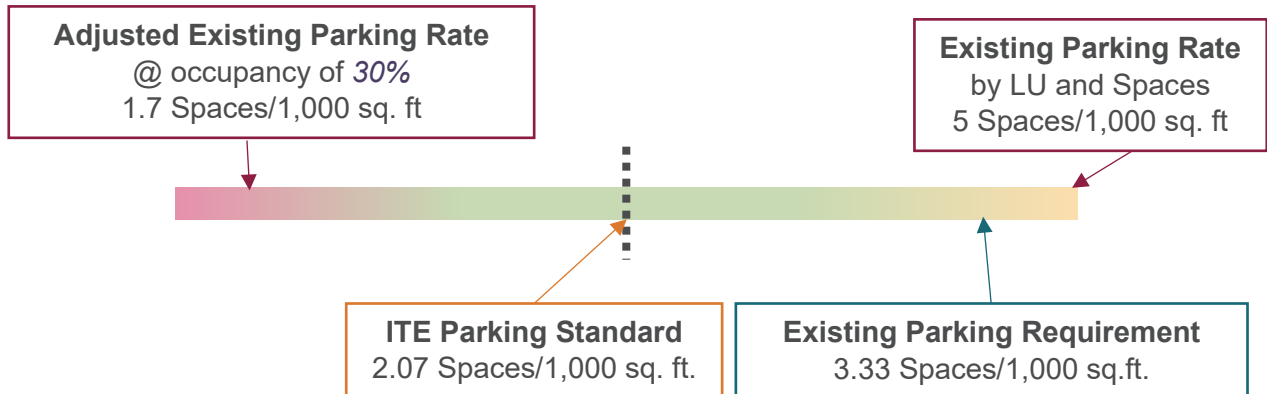 Adjusted Existing Parking Rate
@ occupancy of 30%
1.7 Spaces/1,000 sq. ft
Existing Parking Rate
by LU and Spaces
5 Spaces/1,000 sq. ft
ITE Parking Standard
2.07 Spaces/1,000 sq. ft.
Existing Parking Requirement
3.33 Spaces/1,000 sq.ft.